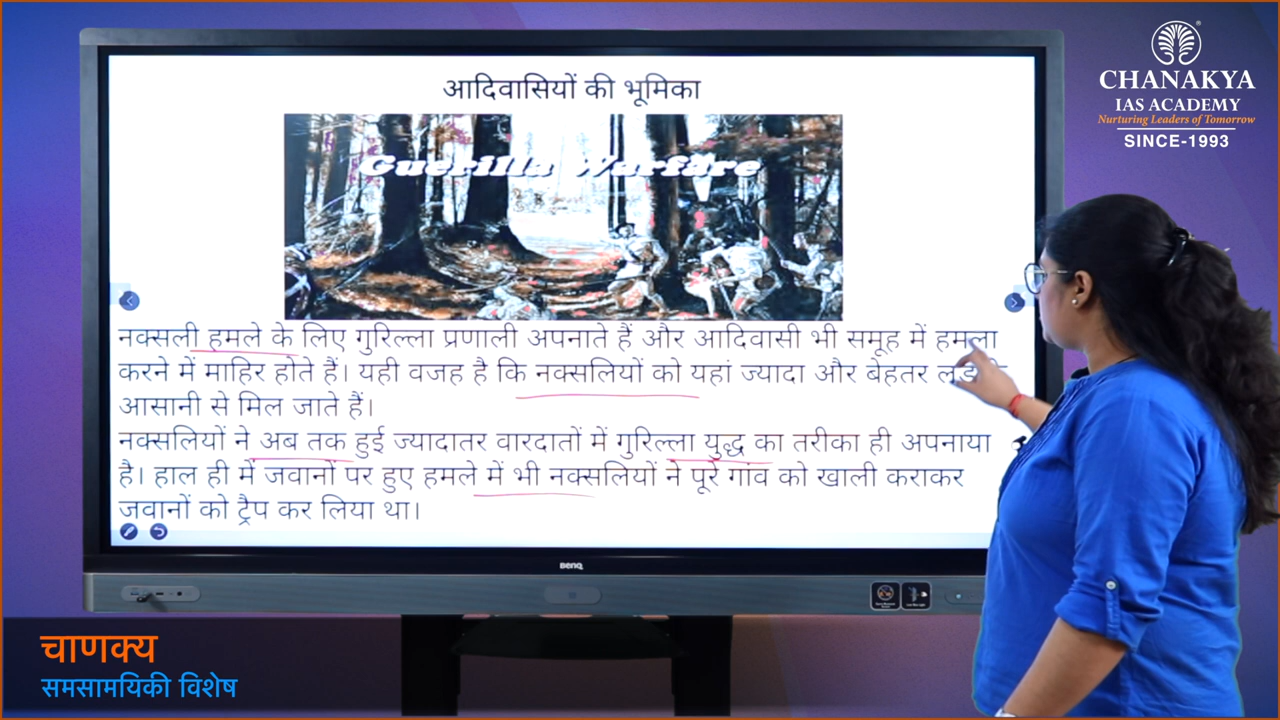 आदिवासियों की भूमिका
Guerilla Warfare
नक्सली हमले के लिए गुरिल्ला प्रणाली अपनाते हैं और आदिवासी भी समूह में हमला
करने में माहिर होते हैं। यही वजह है कि नक्सलियों को यहां ज्यादा और बेहतर
आसानी से मिल जाते हैं।
नक्सलियों ने अब तक हुई ज्यादातर वारदातों में गुरिल्ला युद्ध का तरीका ही अपनाया
है। हाल ही में जवानों पर हुए हमले में भी नक्सलियों ने पूरे गांव को खाली कराकर
जवानों को ट्रैप कर लिया था।
BenQ
CHANAKYA
IAS ACADEMY
Nurturing Leaders of Tomorrow
SINCE-1993
चाणक्य
समसामयिकी विशेष